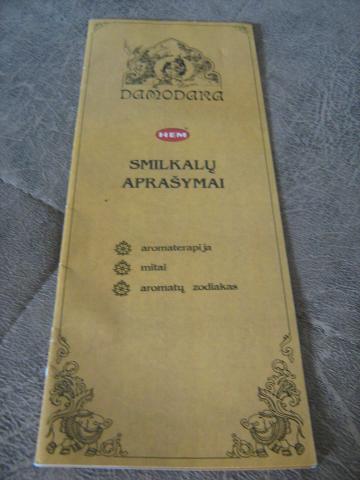 DAMODARA
HEM
SMILKALŲ
APRAŠYMAI
aromaterapija
mitai
aromatų zodiakas